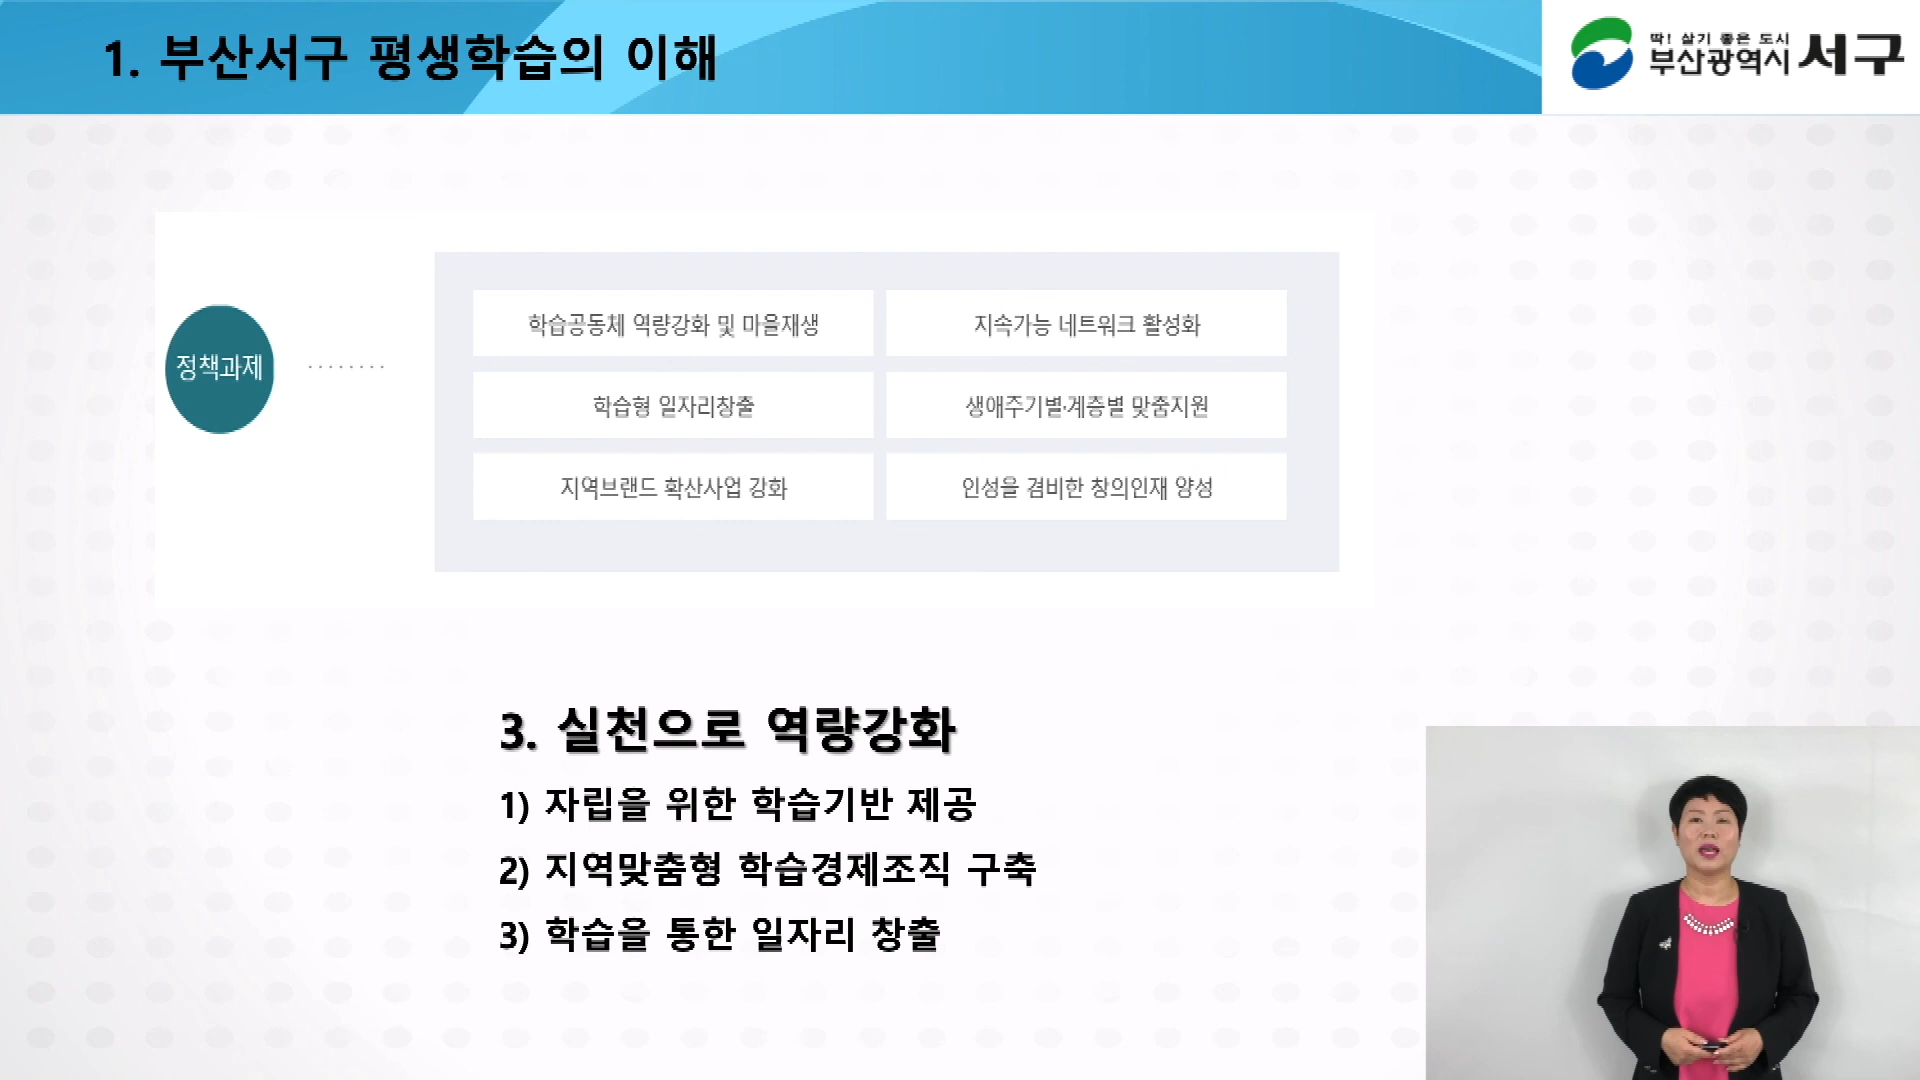 1. 부산서구 평생학습의 이해
딱! 살기 좋은 도시
부산광역시 서구
정책과제
학습공동체 역량강화 및 마을재생
지속가능 네트워크 활성화
학습형 일자리창출
생애주기별·계층별 맞춤지원
지역브랜드 확산사업 강화
인성을 겸비한 창의인재 양성
3. 실천으로 역량강화
1) 자립을 위한 학습기반 제공
2) 지역맞춤형 학습경제조직 구축
3) 학습을 통한 일자리 창출